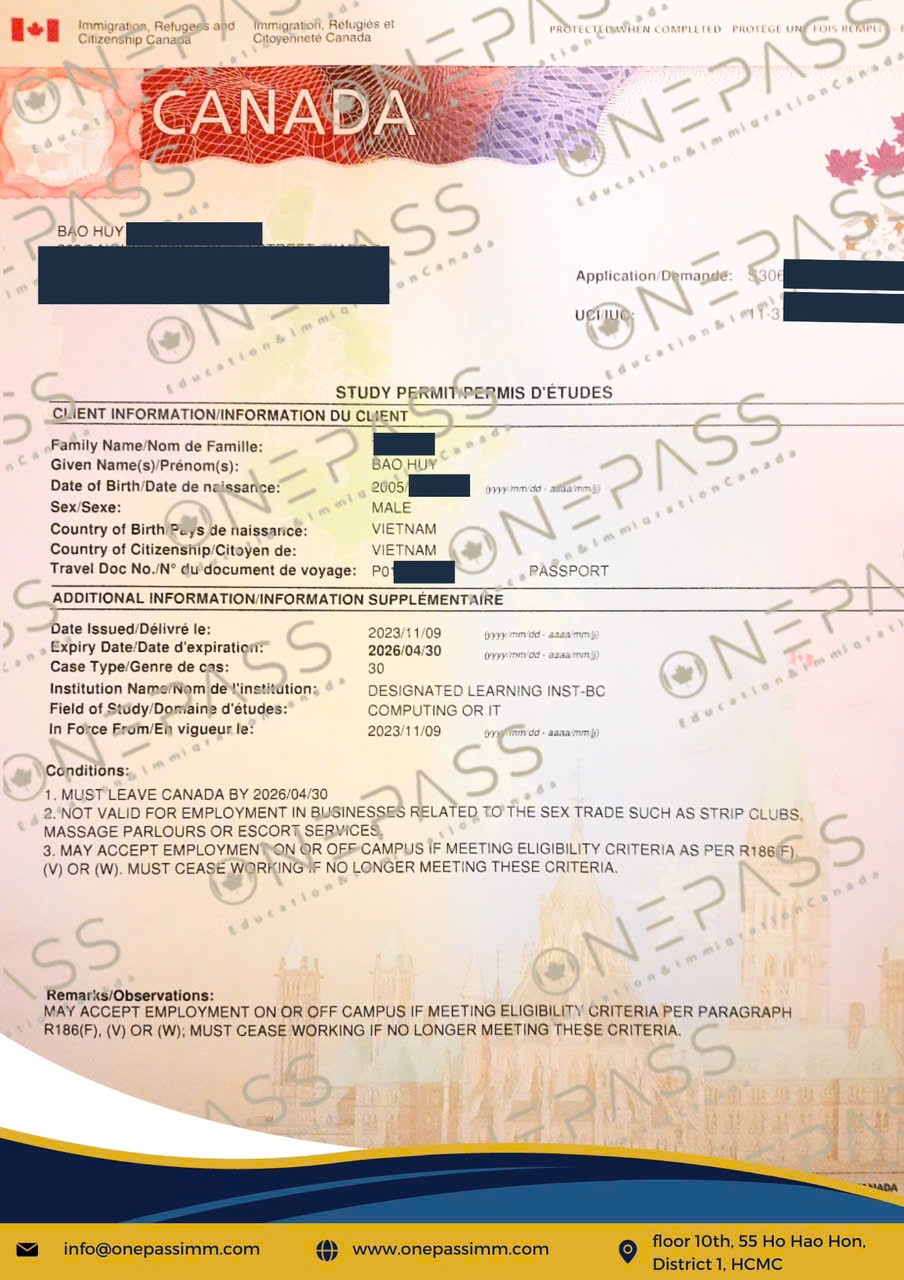 Immigration, Refugees and Citizenship Canada
Immigration, Réfugiés et Citoyenneté Canada
PROTECTED WHEN COMPLETED PROTÉGÉ UNE FOIS REMPLI
CANADA
BAO HUY
Application/Demande: S306
UCI/IUC: 11-3
STUDY PERMIT/PERMIS D'ÉTUDES
CLIENT INFORMATION/INFORMATION DU CLIENT
Family Name/Nom de Famille:
Given Name(s)/Prénom(s): BAO HUY
Date of Birth/Date de naissance: 2005/ (yyyy/mm/dd - aaaa/mm/jj)
Sex/Sexe: MALE
Country of Birth/Pays de naissance: VIETNAM
Country of Citizenship/Citoyen de: VIETNAM
Travel Doc No./N° du document de voyage: P01 PASSPORT
ADDITIONAL INFORMATION/INFORMATION SUPPLÉMENTAIRE
Date Issued/Délivré le: 2023/11/09 (yyyy/mm/dd - aaaa/mm/jj)
Expiry Date/Date d'expiration: 2026/04/30 (yyyy/mm/dd - aaaa/mm/jj)
Case Type/Genre de cas: 30
Institution Name/Nom de l'institution: DESIGNATED LEARNING INST-BC
Field of Study/Domaine d'études: COMPUTING OR IT
In Force From/En vigueur le: 2023/11/09 (yyyy/mm/dd - aaaa/mm/jj)
Conditions:
1. MUST LEAVE CANADA BY 2026/04/30
2. NOT VALID FOR EMPLOYMENT IN BUSINESSES RELATED TO THE SEX TRADE SUCH AS STRIP CLUBS,
MASSAGE PARLOURS OR ESCORT SERVICES.
3. MAY ACCEPT EMPLOYMENT ON OR OFF CAMPUS IF MEETING ELIGIBILITY CRITERIA AS PER R186(F),
(V) OR (W). MUST CEASE WORKING IF NO LONGER MEETING THESE CRITERIA.
Remarks/Observations:
MAY ACCEPT EMPLOYMENT ON OR OFF CAMPUS IF MEETING ELIGIBILITY CRITERIA PER PARAGRAPH
R186(F), (V) OR (W); MUST CEASE WORKING IF NO LONGER MEETING THESE CRITERIA.
ONEPASS
Education & Immigration Canada
info@onepassimm.com
www.onepassimm.com
floor 10th, 55 Ho Hao Hon,
District 1, HCMC